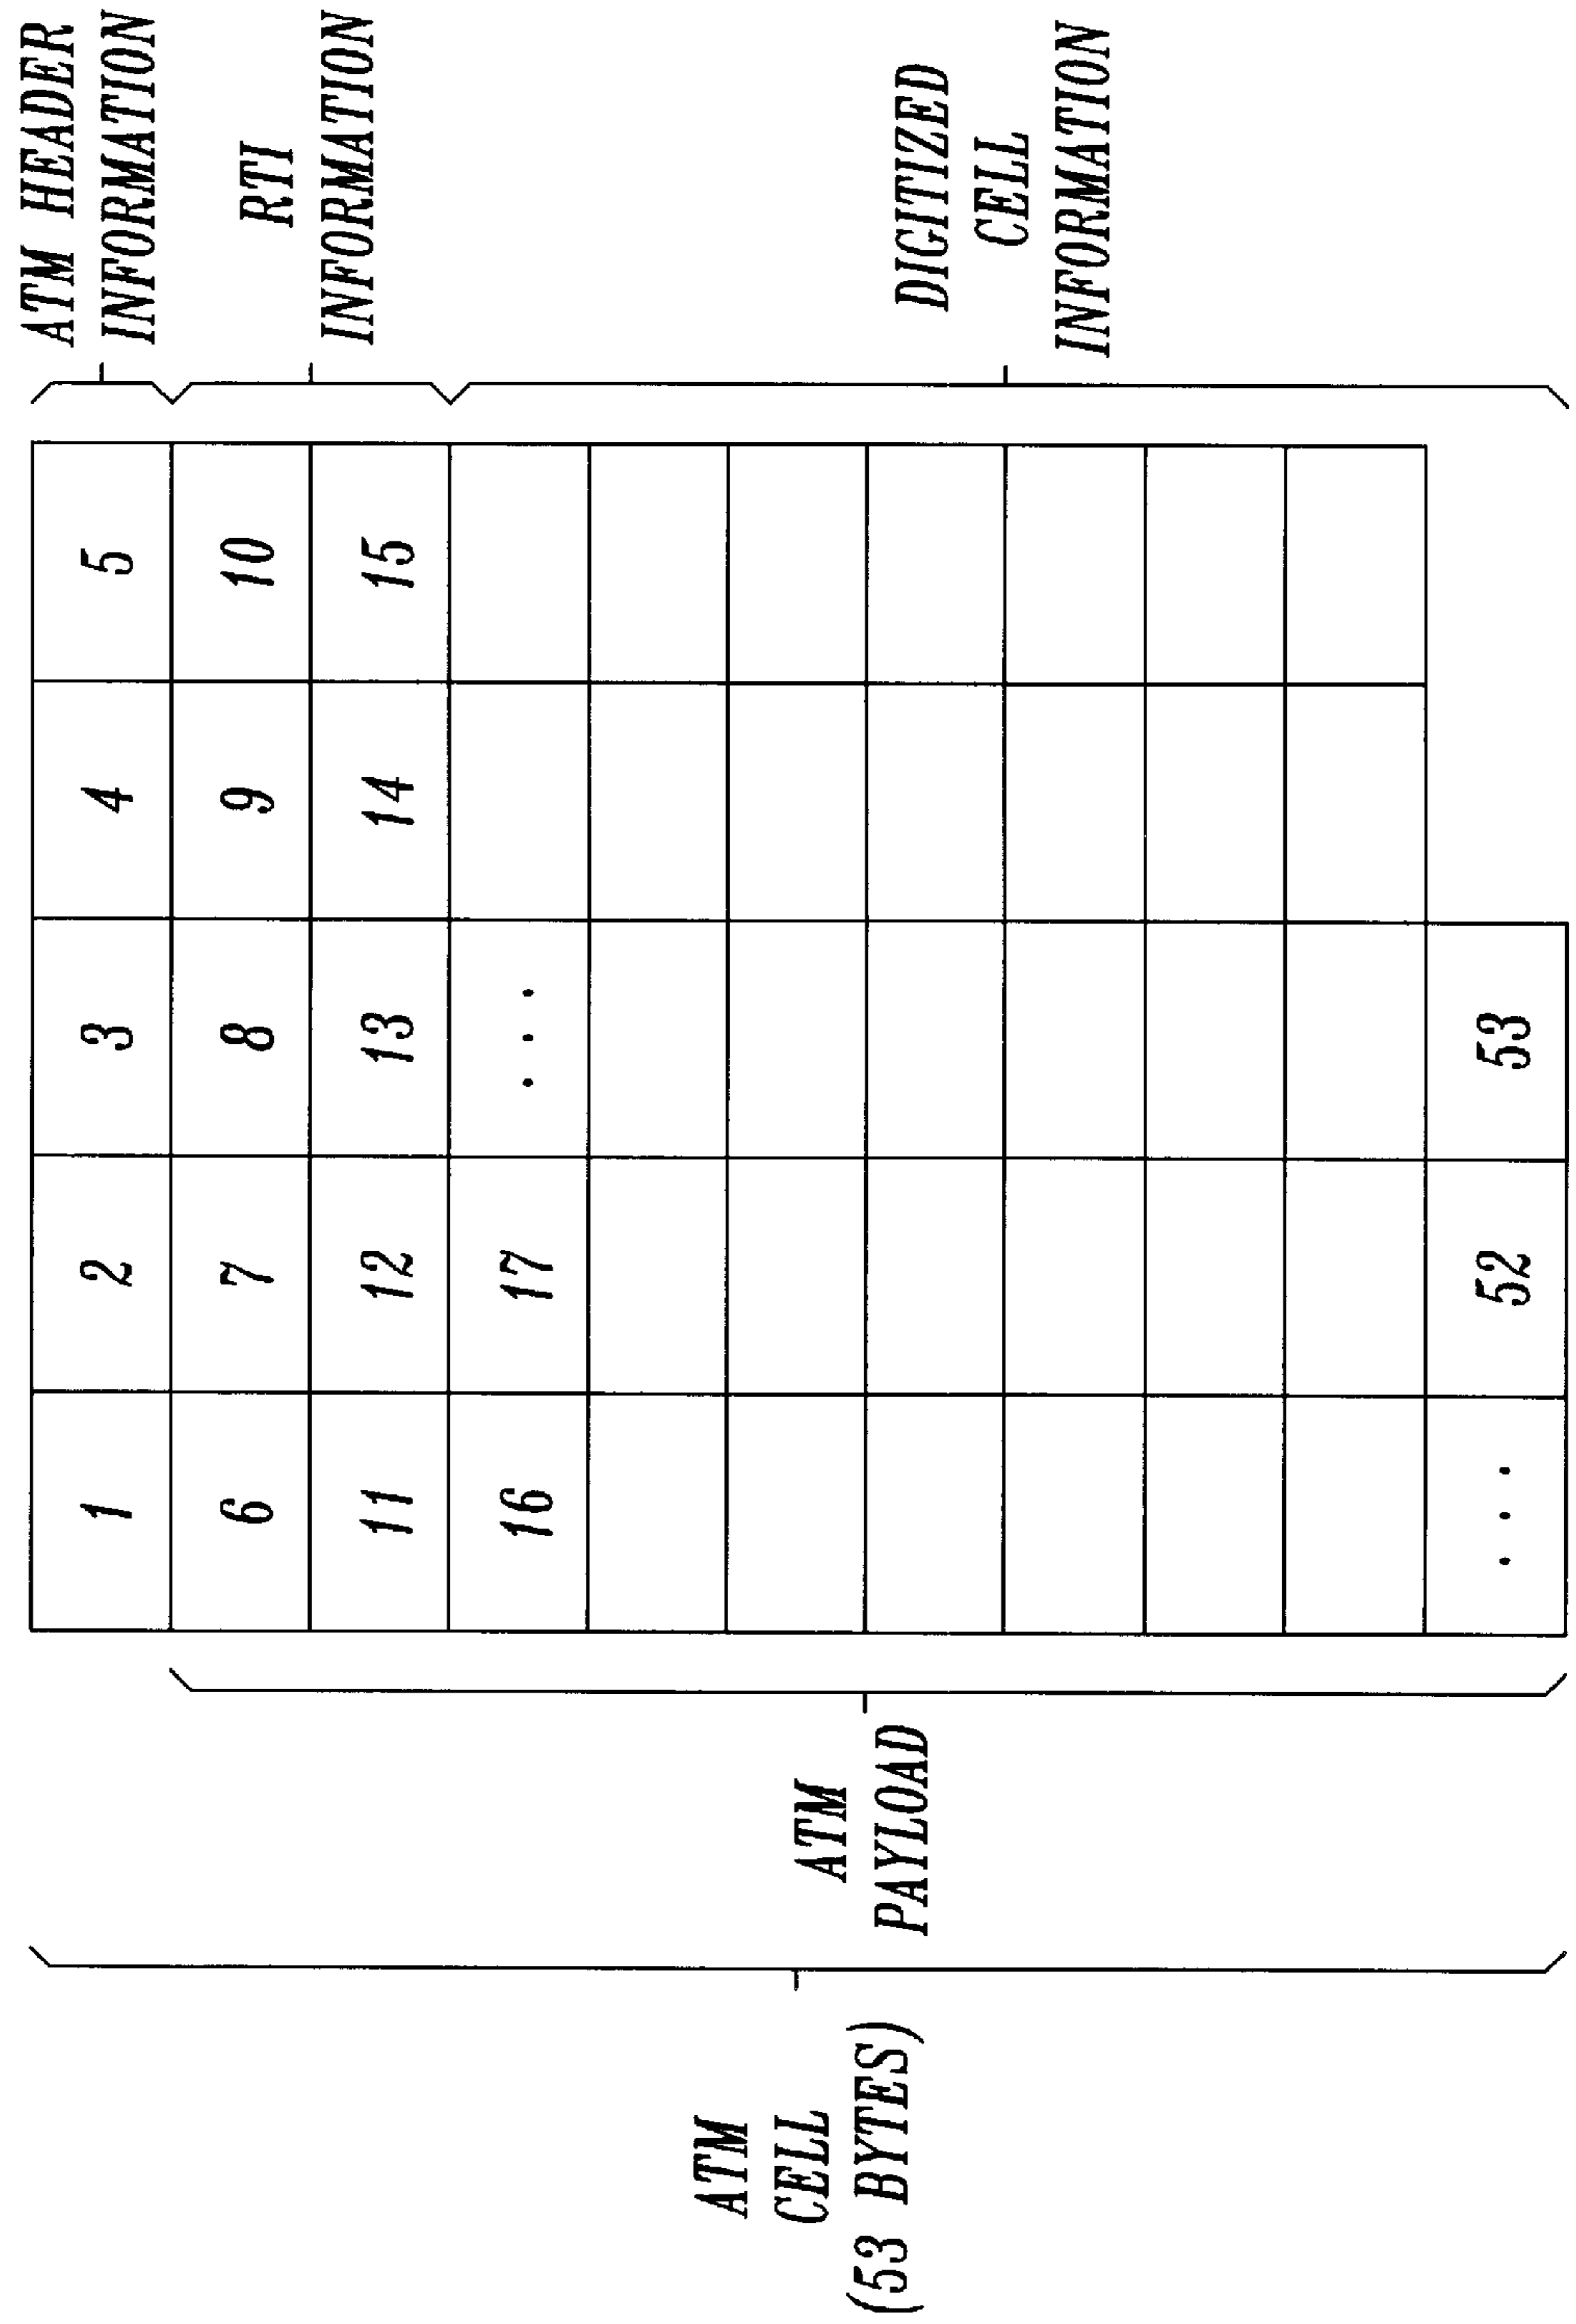 ATM
CELL
(53 BYTES)
ATM
PAYLOAD
1 2 3 4 5
6 7 8 9 10
11 12 13 14 15
16 17 . . .
. . . 52 53
ATM HEADER
INFORMATION
RTI
INFORMATION
DIGITIZED
CELL
INFORMATION